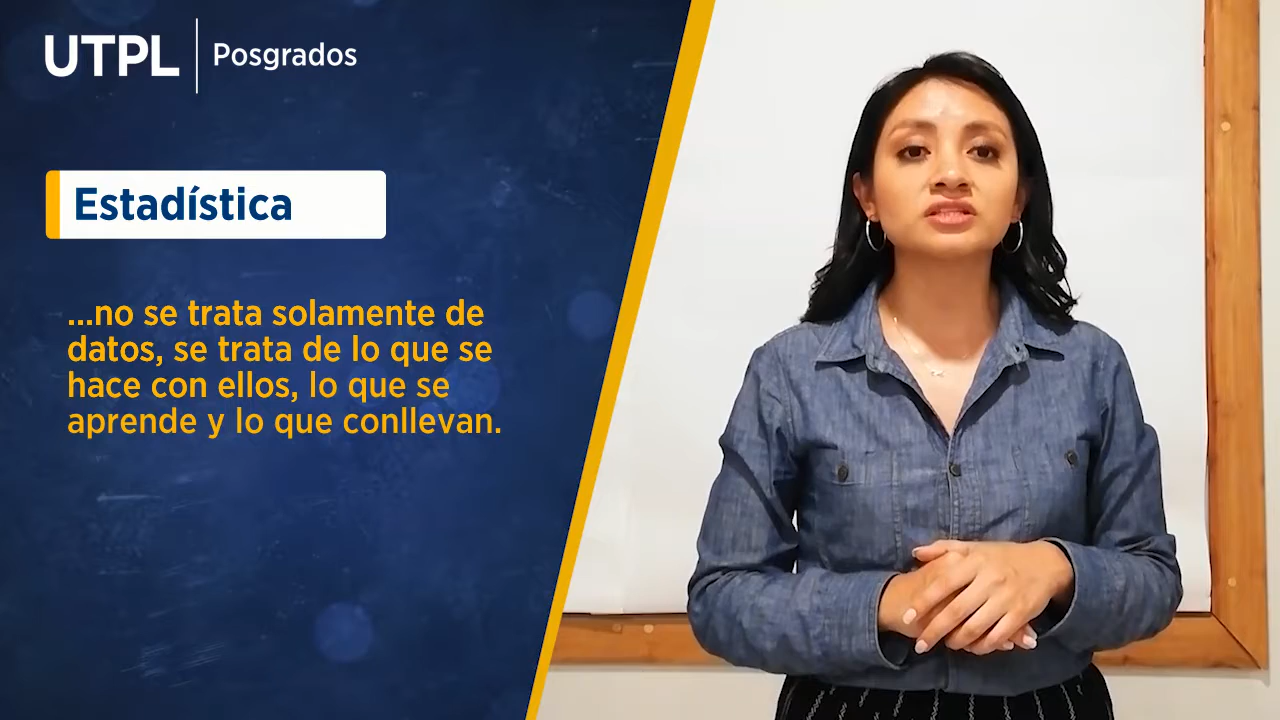 UTPL
Posgrados
Estadística
...no se trata solamente de
datos, se trata de lo que se
hace con ellos, lo que se
aprende y lo que conllevan.